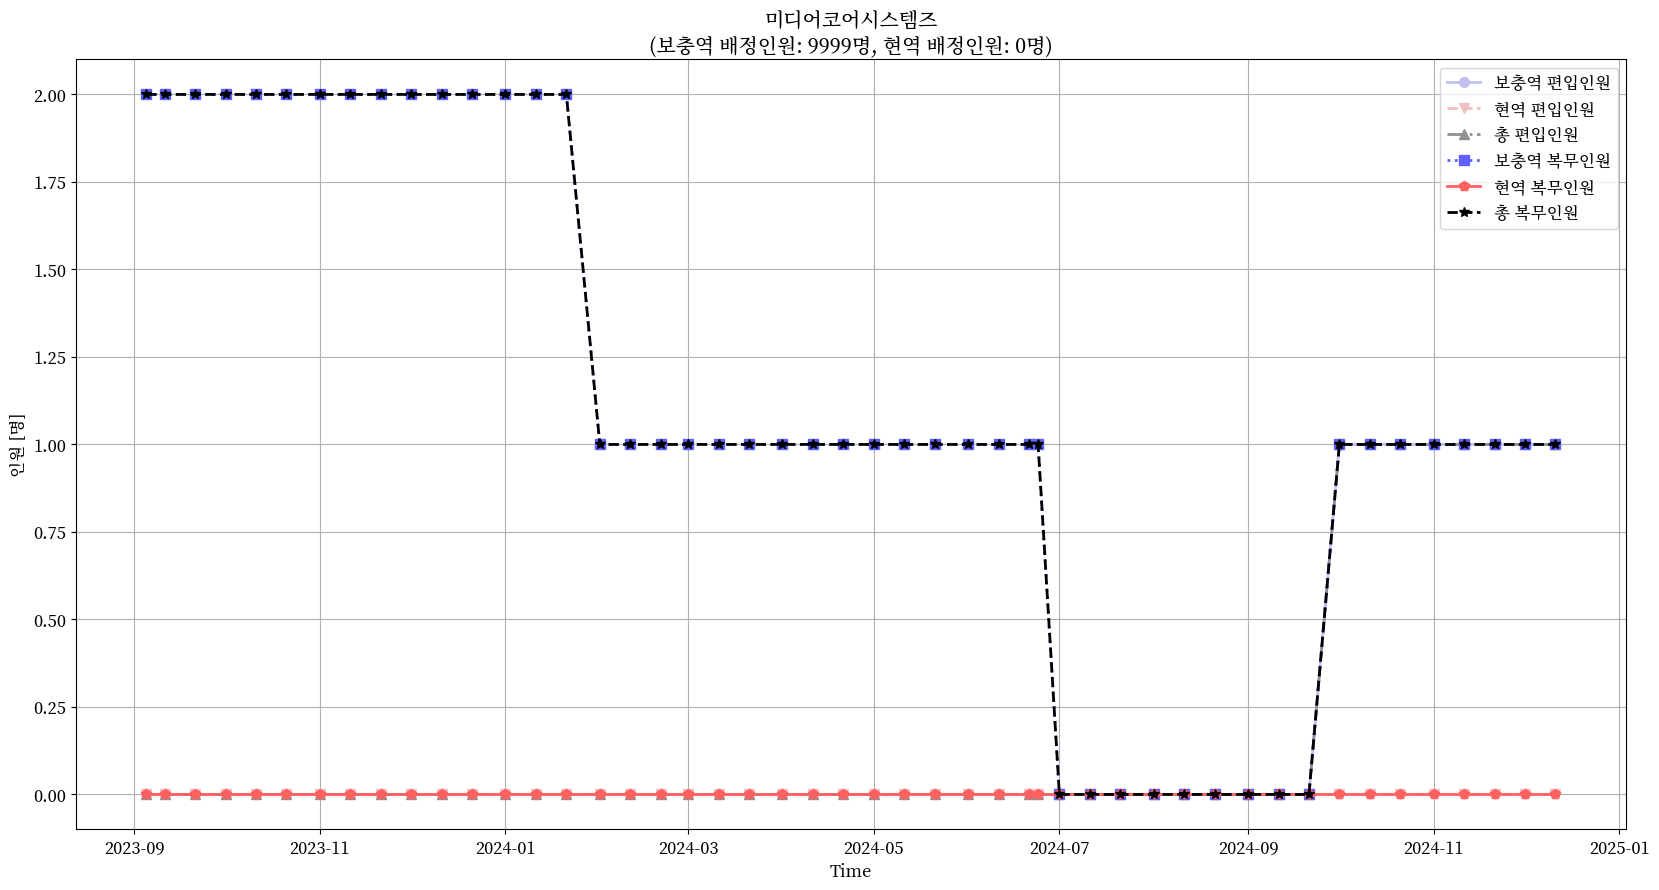 미디어코어시스템즈
(보충역 배정인원: 9999명, 현역 배정인원: 0명)
보충역 편입인원
현역 편입인원
총 편입인원
보충역 복무인원
현역 복무인원
총 복무인원
인원 [명]
2.00
1.75
1.50
1.25
1.00
0.75
0.50
0.25
0.00
2023-09
2023-11
2024-01
2024-03
2024-05
2024-07
2024-09
2024-11
2025-01
Time